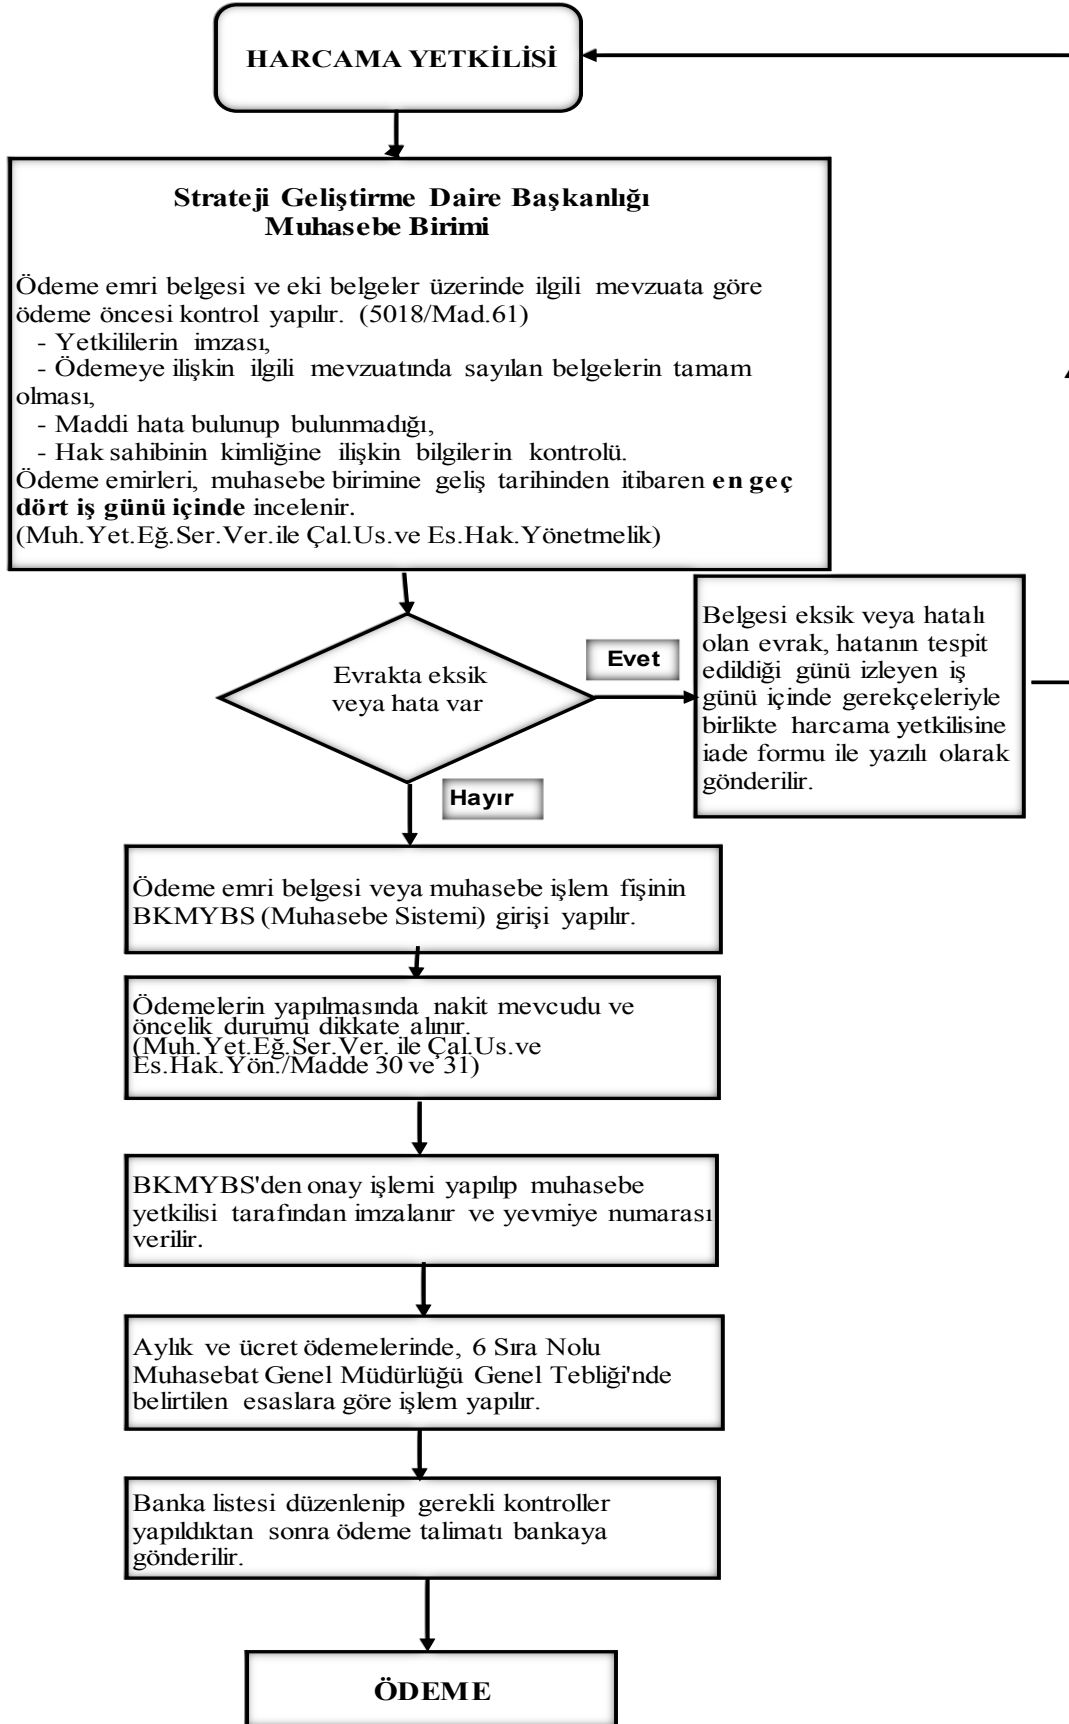 HARCAMA YETKİLİSİ
Strateji Geliştirme Daire Başkanlığı
Muhasebe Birimi
Ödeme emri belgesi ve eki belgeler üzerinde ilgili mevzuata göre
ödeme öncesi kontrol yapılır. (5018/Mad.61)
- Yetkililerin imzası,
- Ödemeye ilişkin ilgili mevzuatında sayılan belgelerin tamam
olması,
- Maddi hata bulunup bulunmadığı,
- Hak sahibinin kimliğine ilişkin bilgilerin kontrolü.
Ödeme emirleri, muhasebe birimine geliş tarihinden itibaren en geç
dört iş günü içinde incelenir.
(Muh.Yet.Eğ.Ser.Ver.ile Çal.Us.ve Es.Hak.Yönetmelik)
Evrakta eksik
veya hata var
Evet
Belgesi eksik veya hatalı
olan evrak, hatanın tespit
edildiği günü izleyen iş
günü içinde gerekçeleriyle
birlikte harcama yetkilisine
iade formu ile yazılı olarak
gönderilir.
Hayır
Ödeme emri belgesi veya muhasebe işlem fişinin
BKMYBS (Muhasebe Sistemi) girişi yapılır.
Ödemelerin yapılmasında nakit mevcudu ve
öncelik durumu dikkate alınır.
(Muh.Yet.Eğ.Ser.Ver. ile Çal.Us.ve
Es.Hak.Yön./Madde 30 ve 31)
BKMYBS'den onay işlemi yapılıp muhasebe
yetkilisi tarafından imzalanır ve yevmiye numarası
verilir.
Aylık ve ücret ödemelerinde, 6 Sıra Nolu
Muhasebat Genel Müdürlüğü Genel Tebliği'nde
belirtilen esaslara göre işlem yapılır.
Banka listesi düzenlenip gerekli kontroller
yapıldıktan sonra ödeme talimatı bankaya
gönderilir.
ÖDEME